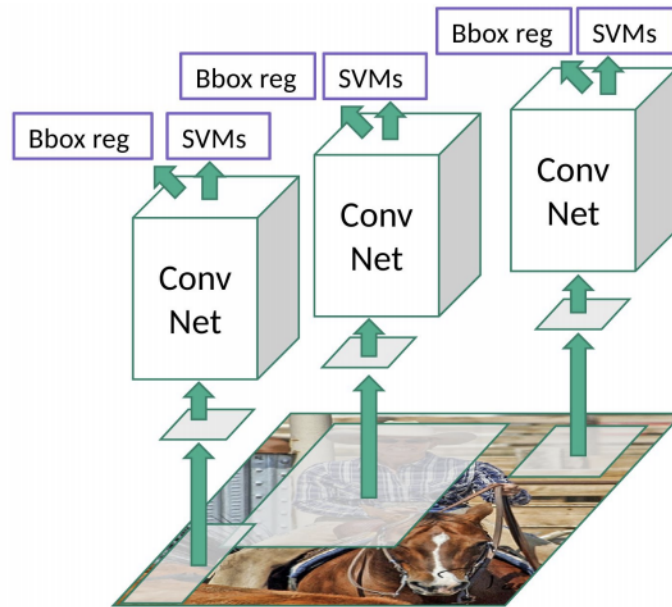 Bbox reg SVMs
Bbox reg SVMs
Bbox reg SVMs
Conv
Net
Conv
Net
Conv
Net